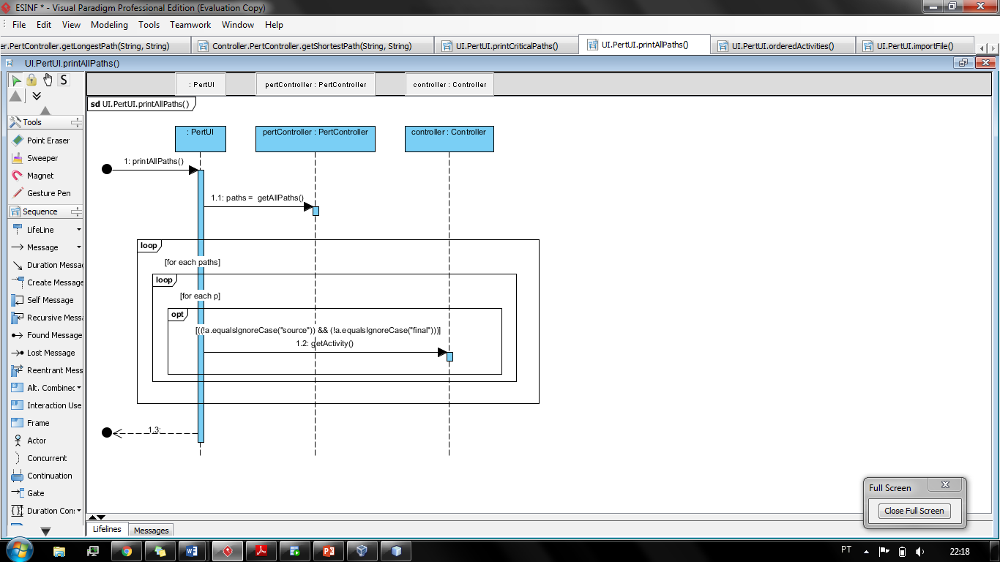 ESINF * - Visual Paradigm Professional Edition (Evaluation Copy)
File Edit View Modeling Tools Teamwork Window Help
er.PertController.getLongestPath(String, String)
Controller.PertController.getShortestPath(String, String)
UI.PertUI.printCriticalPaths()
UI.PertUI.printAllPaths()
UI.PertUI.orderedActivities()
UI.PertUI.importFile()
UI.PertUI.printAllPaths()
S
: PertUI
pertController : PertController
controller : Controller
sd UI.PertUI.printAllPaths()
Tools
Point Eraser
Sweeper
Magnet
Gesture Pen
Sequence
LifeLine
Message
Duration Messa
Create Message
Self Message
Recursive Messa
Found Message
Lost Message
Reentrant Mess
Alt. Combined
Interaction Use
Frame
Actor
Concurrent
Continuation
Gate
Duration Cons
: PertUI
pertController : PertController
controller : Controller
1: printAllPaths()
1.1: paths = getAllPaths()
loop
[for each paths]
loop
[for each p]
opt
[((!a.equalsIgnoreCase("source")) && (!a.equalsIgnoreCase("final")))]
1.2: getActivity()
1.3:
Full Screen
Close Full Screen
Lifelines
Messages
PT
22:18